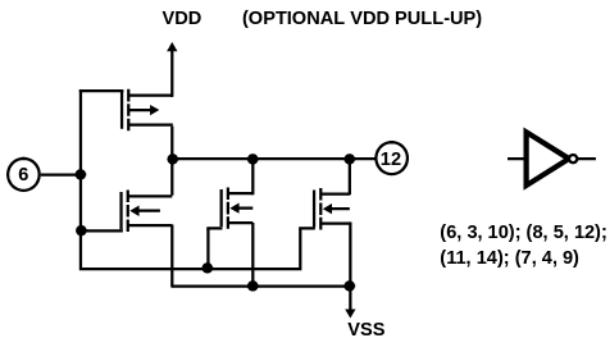 VDD (OPTIONAL VDD PULL-UP)
6
12
(6, 3, 10); (8, 5, 12);
(11, 14); (7, 4, 9)
VSS